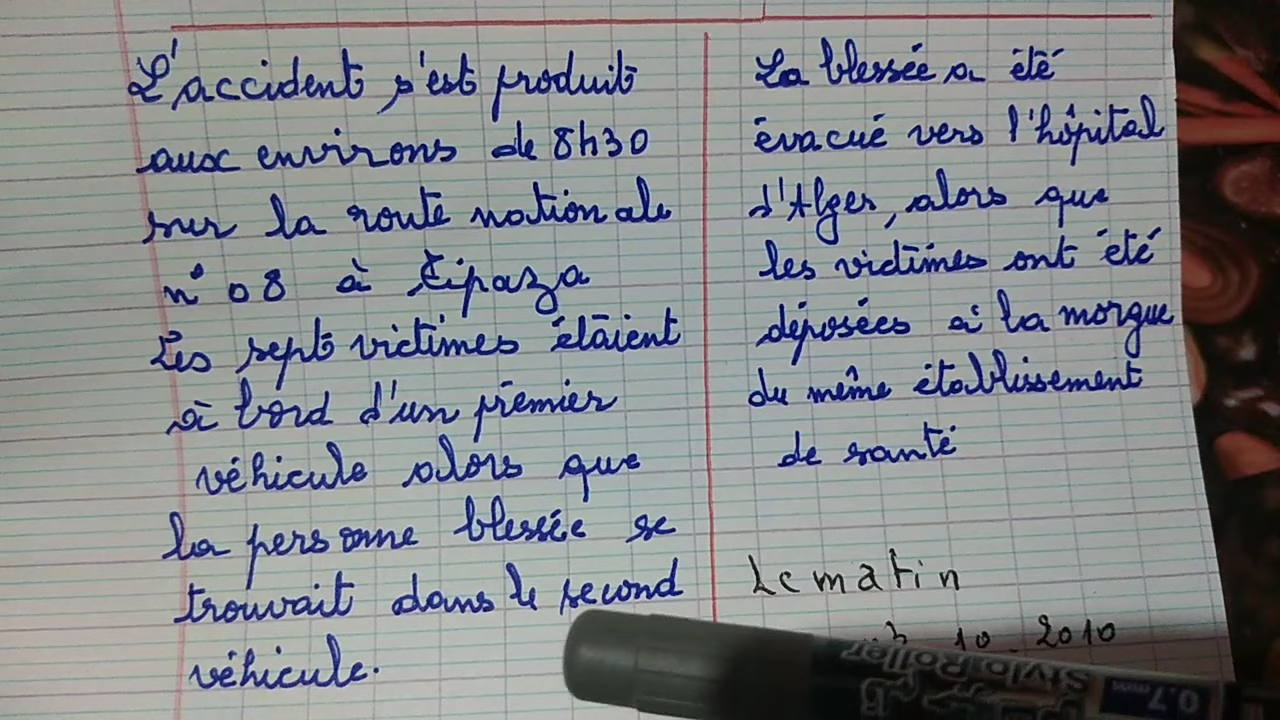 L'accident s'est produit
aux environs de 8h30
sur la route nationale
n° 08 à Tipaza
Les sept victimes étaient
à bord d'un premier
véhicule alors que
la personne blessée se
trouvait dans le second
véhicule.
La blessée a été
évacué vers l'hôpital
d'Alger, alors que
les victimes ont été
déposées à la morgue
du même établissement
de santé
Le matin
10.2010
Stylo Roller
0.7 mm